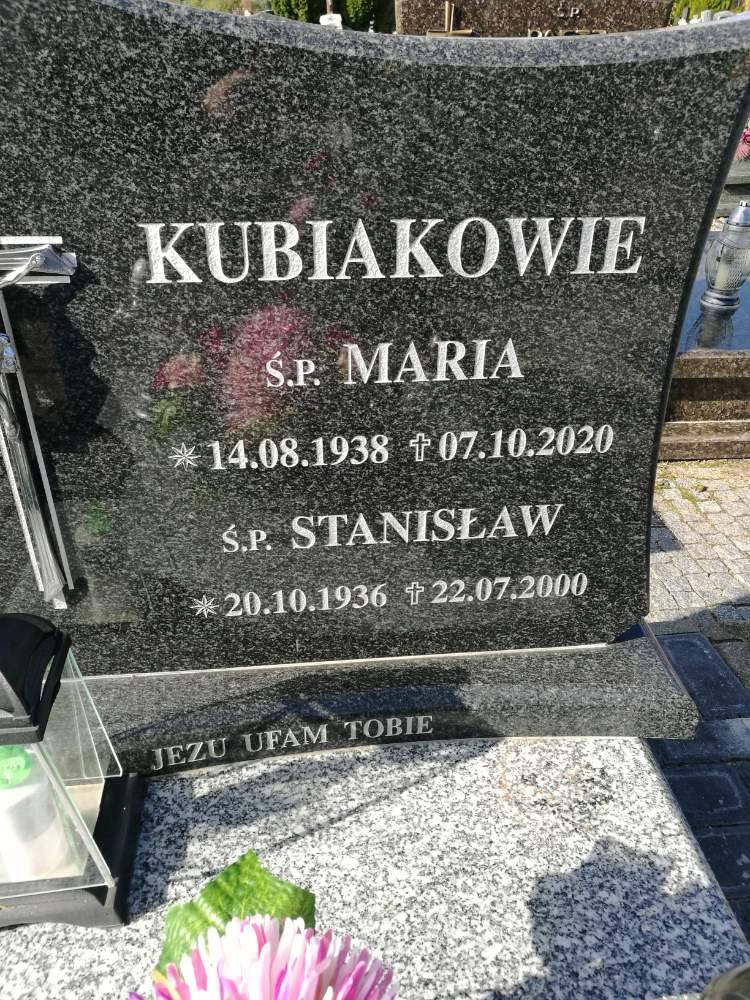 Ś.P.
KUBIAKOWIE
Ś.P. MARIA
14.08.1938 ✝ 07.10.2020
Ś.P. STANISŁAW
20.10.1936 ✝ 22.07.2000
JEZU UFAM TOBIE